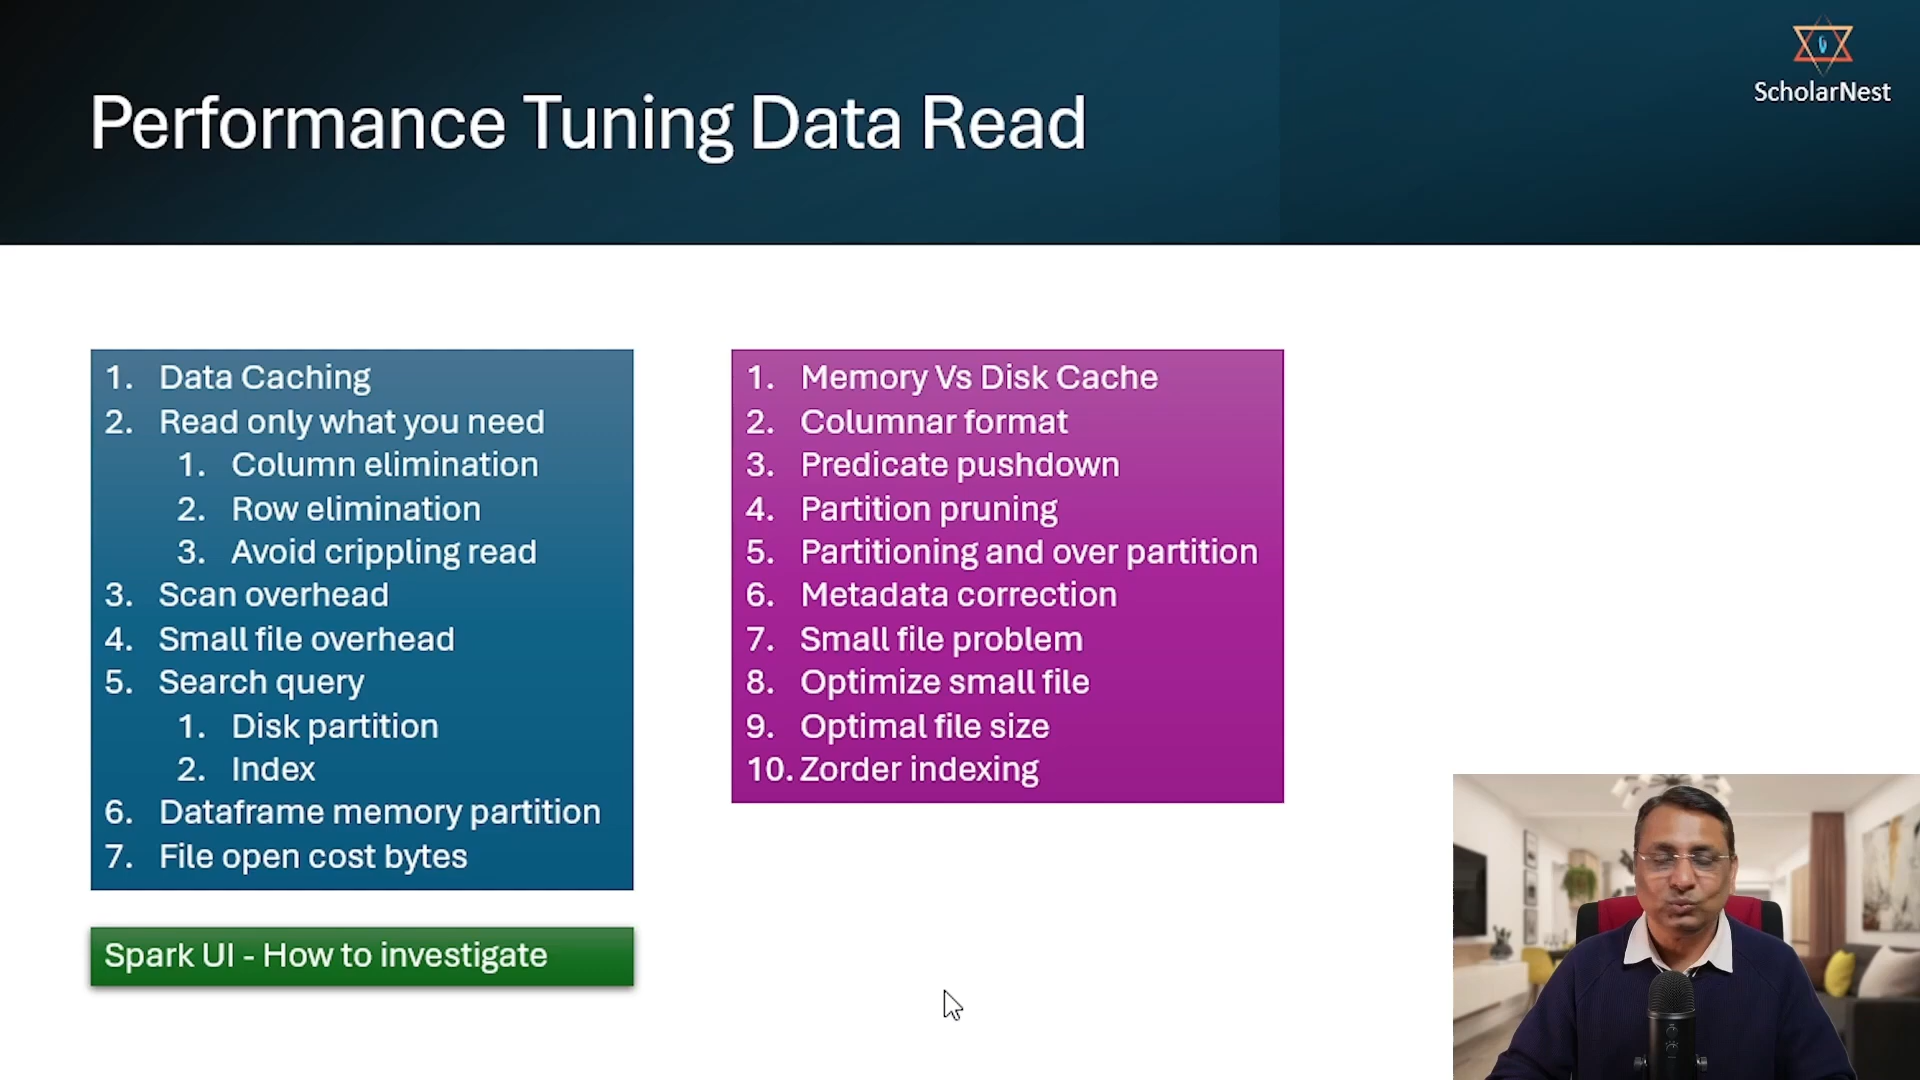 ScholarNest
Performance Tuning Data Read
1. Data Caching
2. Read only what you need
1. Column elimination
2. Row elimination
3. Avoid crippling read
3. Scan overhead
4. Small file overhead
5. Search query
1. Disk partition
2. Index
6. Dataframe memory partition
7. File open cost bytes
Spark UI - How to investigate
1. Memory Vs Disk Cache
2. Columnar format
3. Predicate pushdown
4. Partition pruning
5. Partitioning and over partition
6. Metadata correction
7. Small file problem
8. Optimize small file
9. Optimal file size
10. Zorder indexing